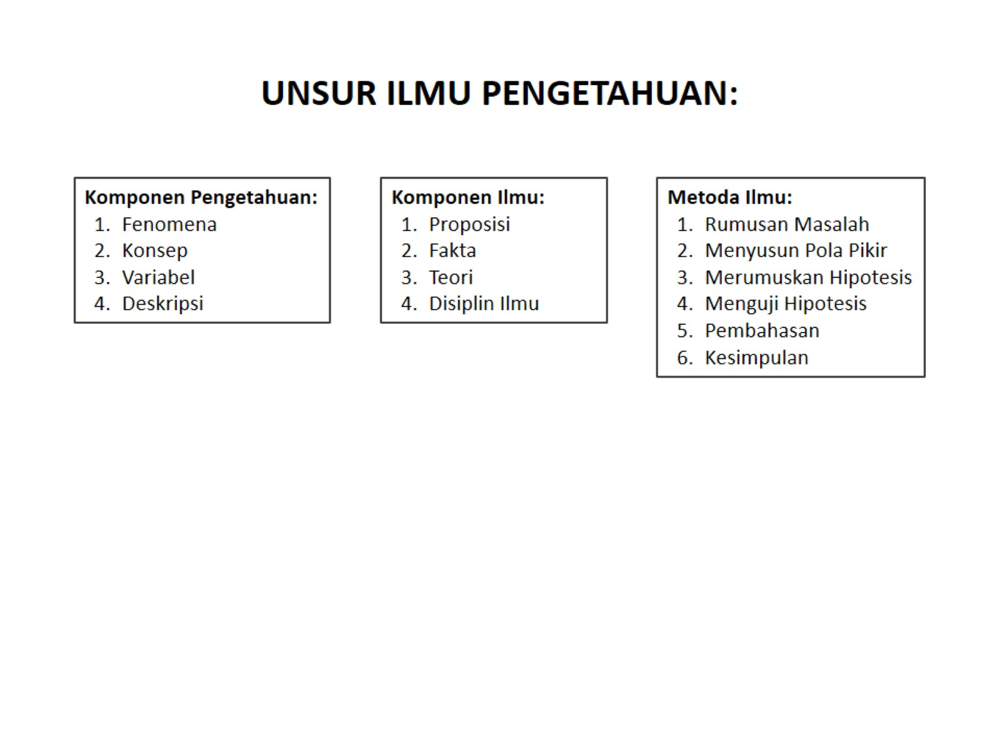 UNSUR ILMU PENGETAHUAN:
Komponen Pengetahuan:
1. Fenomena
2. Konsep
3. Variabel
4. Deskripsi
Komponen Ilmu:
1. Proposisi
2. Fakta
3. Teori
4. Disiplin Ilmu
Metoda Ilmu:
1. Rumusan Masalah
2. Menyusun Pola Pikir
3. Merumuskan Hipotesis
4. Menguji Hipotesis
5. Pembahasan
6. Kesimpulan